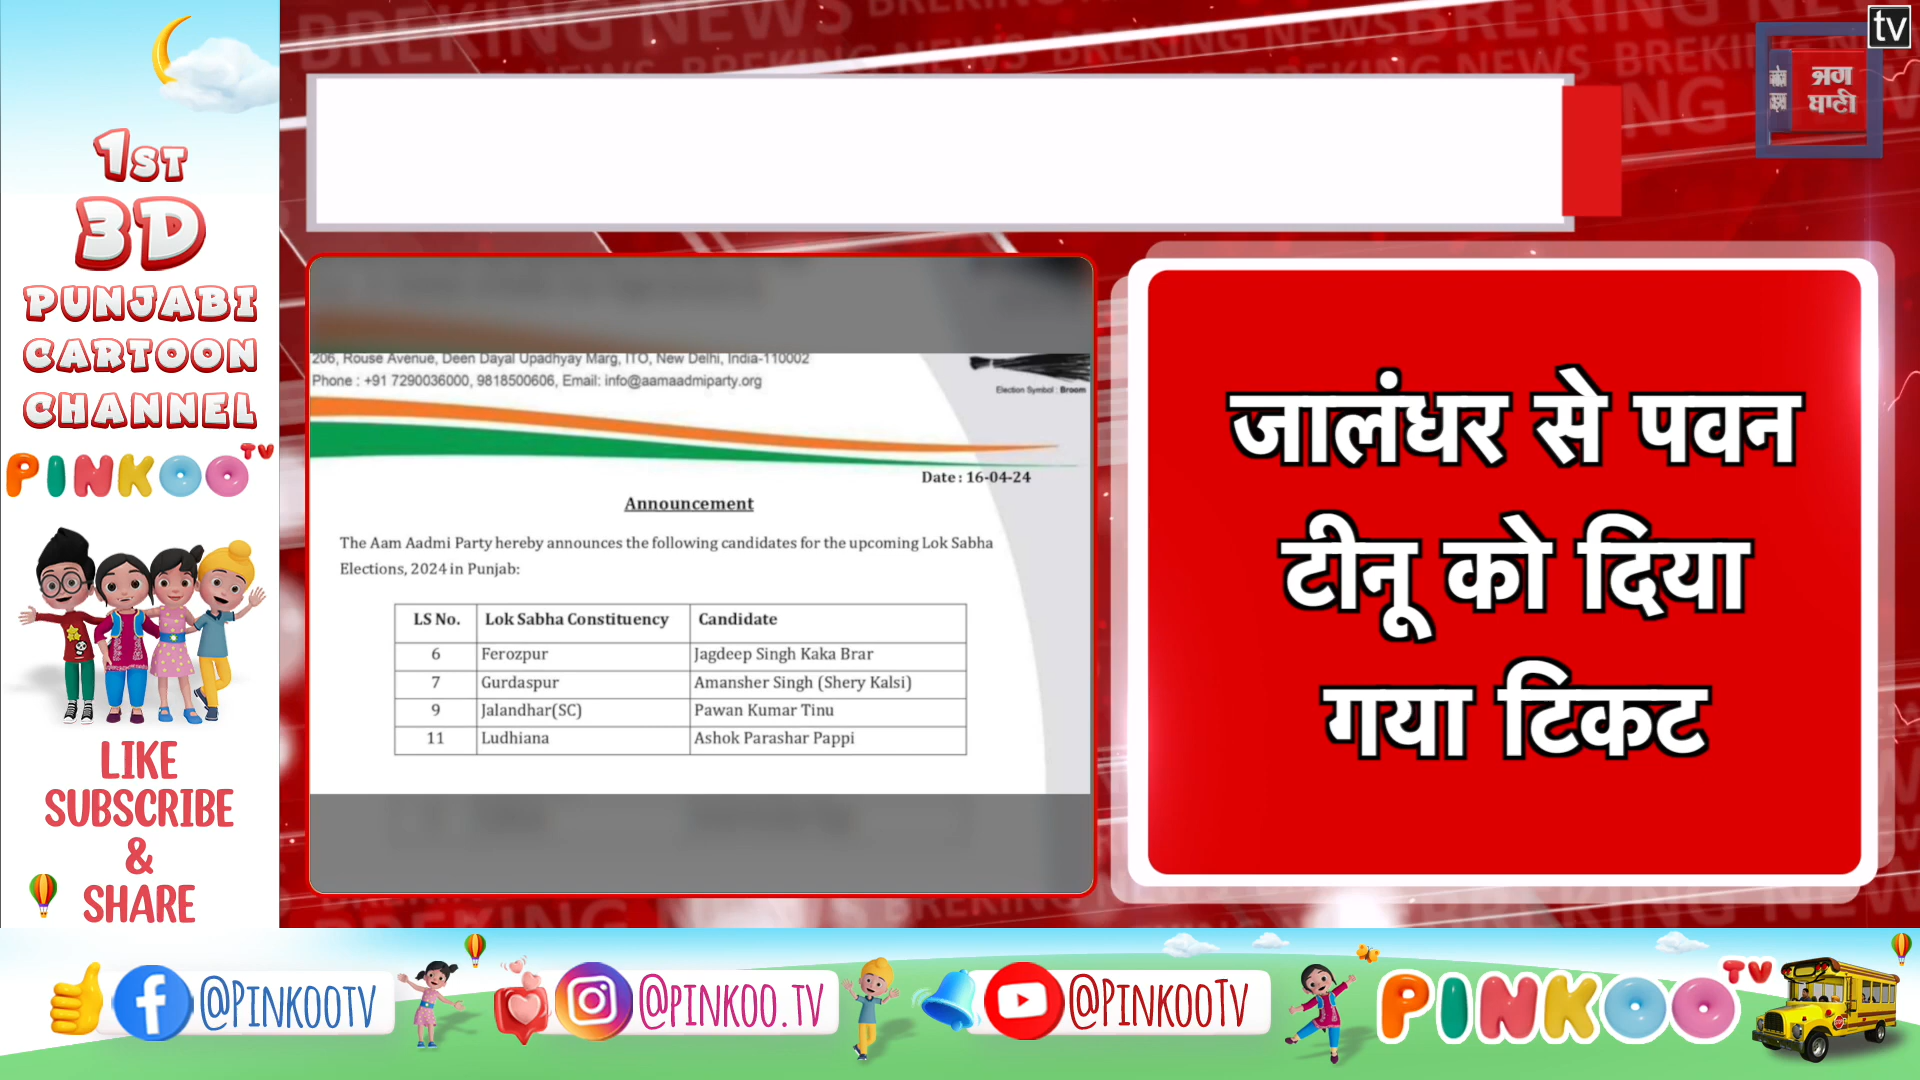 BREKING NEWS
tv
ਜਗ
ਬਾਣੀ
1ST
3D
PUNJABI
CARTOON
CHANNEL
PINKOO TV
LIKE
SUBSCRIBE
&
SHARE
206, Rouse Avenue, Deen Dayal Upadhyay Marg, ITO, New Delhi, India-110002
Phone : +91 7290036000, 9818500606, Email: info@aamaadmiparty.org
Election Symbol : Broom
Date : 16-04-24
Announcement
The Aam Aadmi Party hereby announces the following candidates for the upcoming Lok Sabha
Elections, 2024 in Punjab:
LS No. Lok Sabha Constituency Candidate
6 Ferozpur Jagdeep Singh Kaka Brar
7 Gurdaspur Amansher Singh (Shery Kalsi)
9 Jalandhar(SC) Pawan Kumar Tinu
11 Ludhiana Ashok Parashar Pappi
जालंधर से पवन
टीनू को दिया
गया टिकट
@PINKOOTV @PINKOO.TV @PINKOOTV PINKOO TV